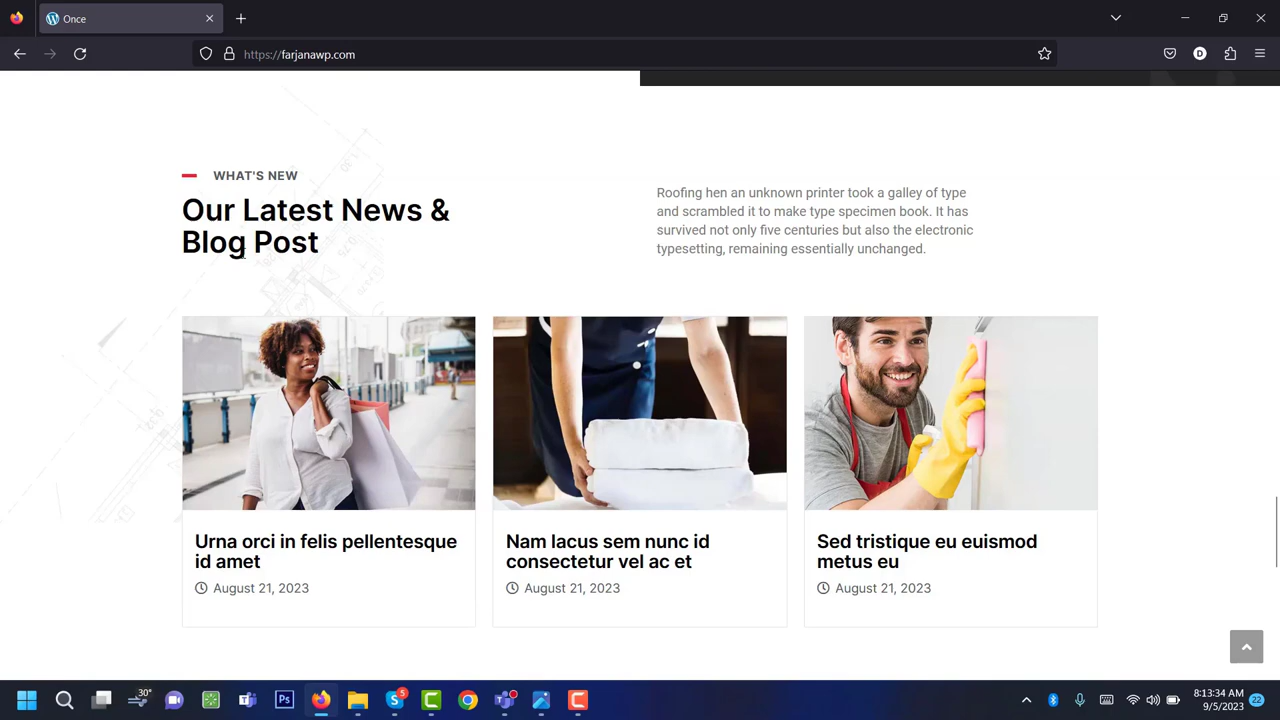 Once
https://farjanawp.com
WHAT'S NEW
Our Latest News &
Blog Post
Roofing hen an unknown printer took a galley of type
and scrambled it to make type specimen book. It has
survived not only five centuries but also the electronic
typesetting, remaining essentially unchanged.
Urna orci in felis pellentesque
id amet
August 21, 2023
Nam lacus sem nunc id
consectetur vel ac et
August 21, 2023
Sed tristique eu euismod
metus eu
August 21, 2023
30°
Ps
5
8:13:34 AM
9/5/2023
22